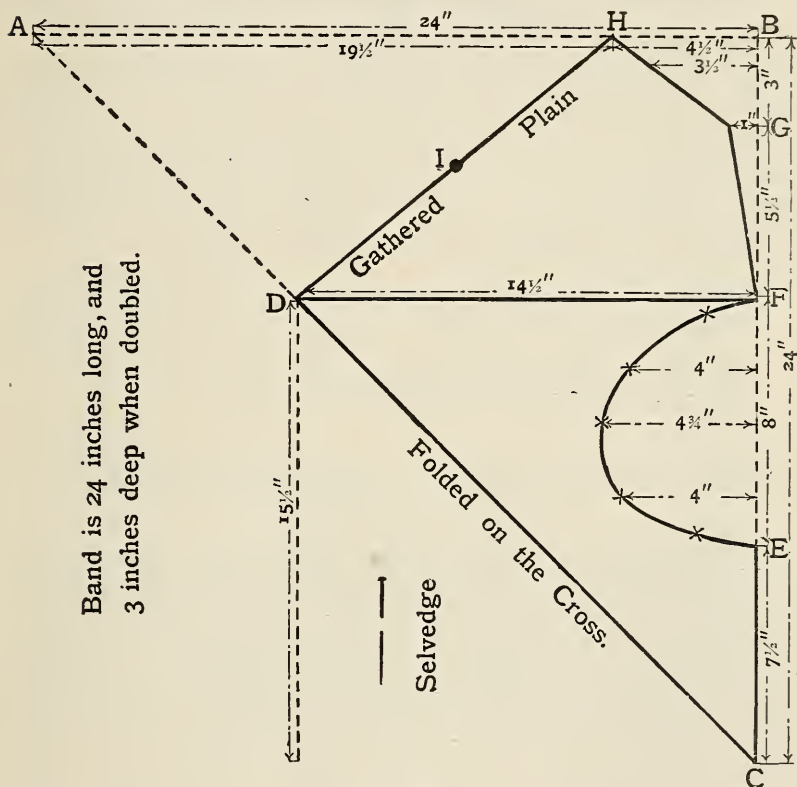 A
24"
H
B
19½"
4½"
3½"
3"
1"
G
I
Plain
Gathered
5½"
D
14½"
F
24"
4"
4¾"
8"
4"
E
15½"
Folded on the Cross.
7½"
C
Selvedge
Band is 24 inches long, and
3 inches deep when doubled.